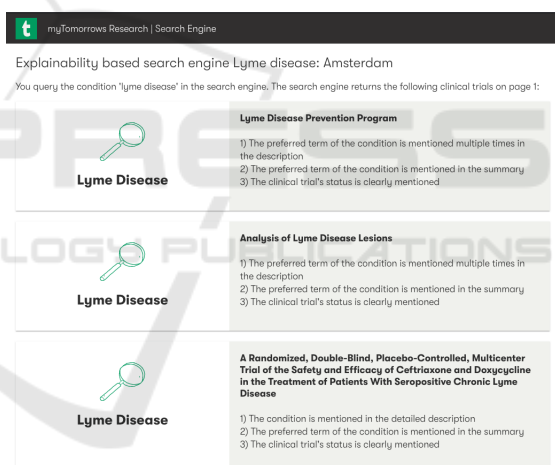 t myTomorrows Research | Search Engine
Explainability based search engine Lyme disease: Amsterdam
You query the condition 'lyme disease' in the search engine. The search engine returns the following clinical trials on page 1:
Lyme Disease
Lyme Disease Prevention Program
1) The preferred term of the condition is mentioned multiple times in
the description
2) The preferred term of the condition is mentioned in the summary
3) The clinical trial's status is clearly mentioned
Lyme Disease
Analysis of Lyme Disease Lesions
1) The preferred term of the condition is mentioned multiple times in
the description
2) The preferred term of the condition is mentioned in the summary
3) The clinical trial's status is clearly mentioned
Lyme Disease
A Randomized, Double-Blind, Placebo-Controlled, Multicenter
Trial of the Safety and Efficacy of Ceftriaxone and Doxycycline
in the Treatment of Patients With Seropositive Chronic Lyme
Disease
1) The condition is mentioned in the detailed description
2) The preferred term of the condition is mentioned in the summary
3) The clinical trial's status is clearly mentioned
PRESS
LOGY PUBLICATIONS